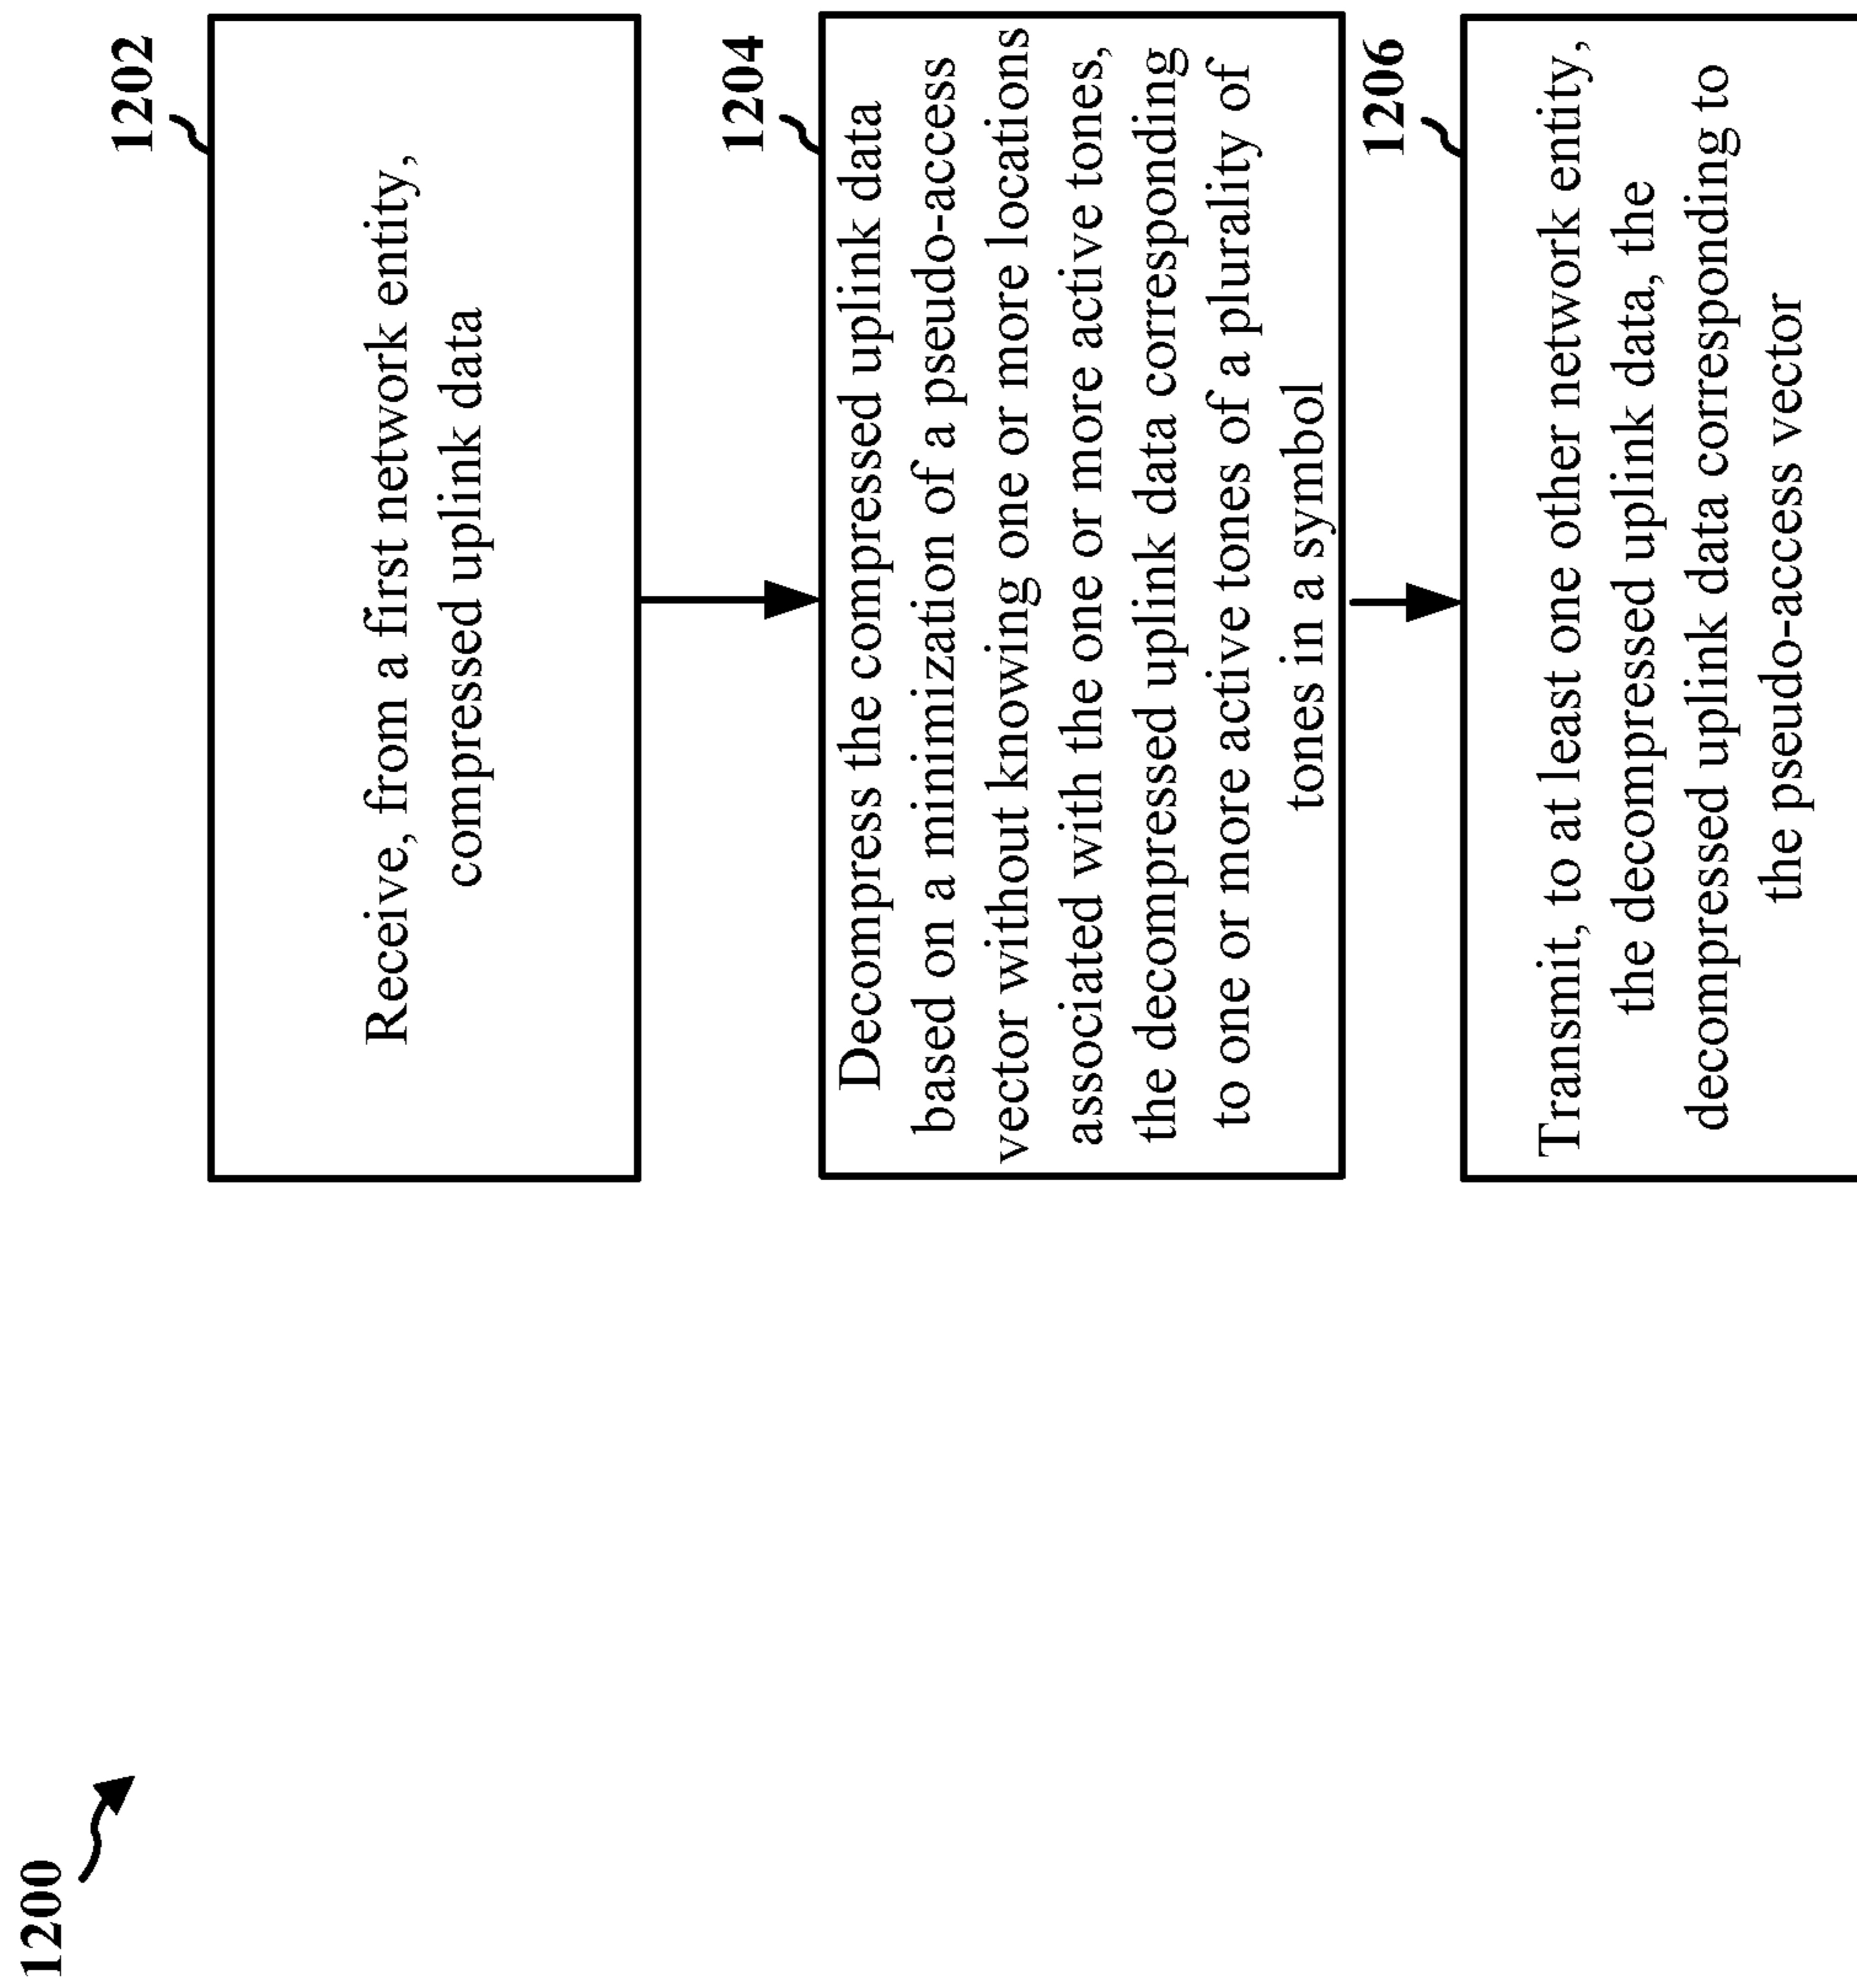 1200
1202
Receive, from a first network entity,
compressed uplink data
1204
Decompress the compressed uplink data
based on a minimization of a pseudo-access
vector without knowing one or more locations
associated with the one or more active tones,
the decompressed uplink data corresponding
to one or more active tones of a plurality of
tones in a symbol
1206
Transmit, to at least one other network entity,
the decompressed uplink data, the
decompressed uplink data corresponding to
the pseudo-access vector